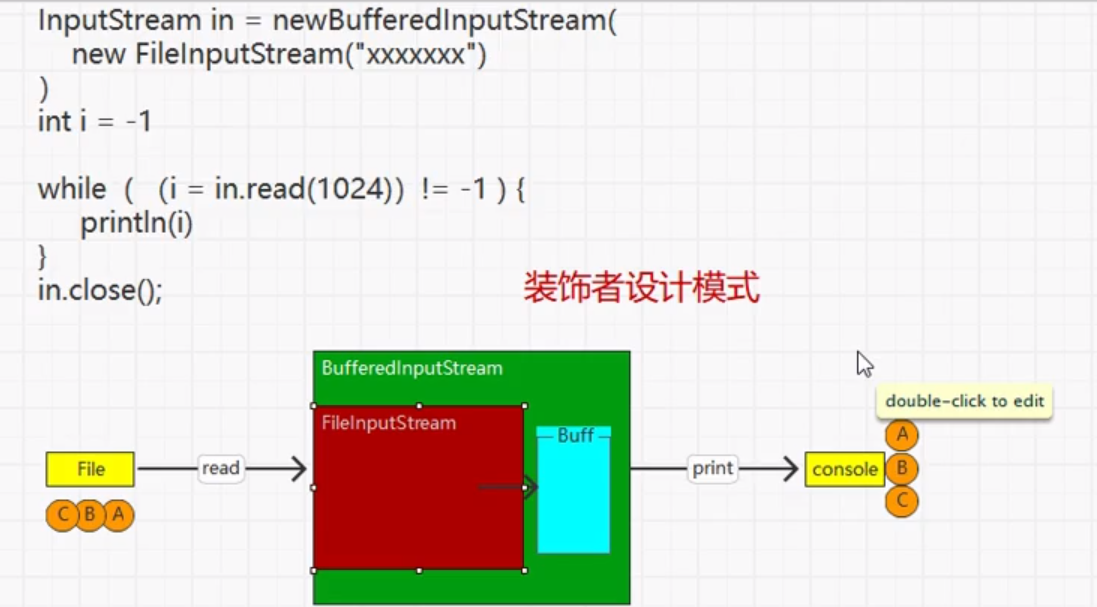 InputStream in = newBufferedInputStream(
new FileInputStream("xxxxxxx")
)
int i = -1
while ( (i = in.read(1024)) != -1 ) {
println(i)
}
in.close();
装饰者设计模式
BufferedInputStream
FileInputStream
Buff
double-click to edit
File
read
print
console
A
B
C
C B A